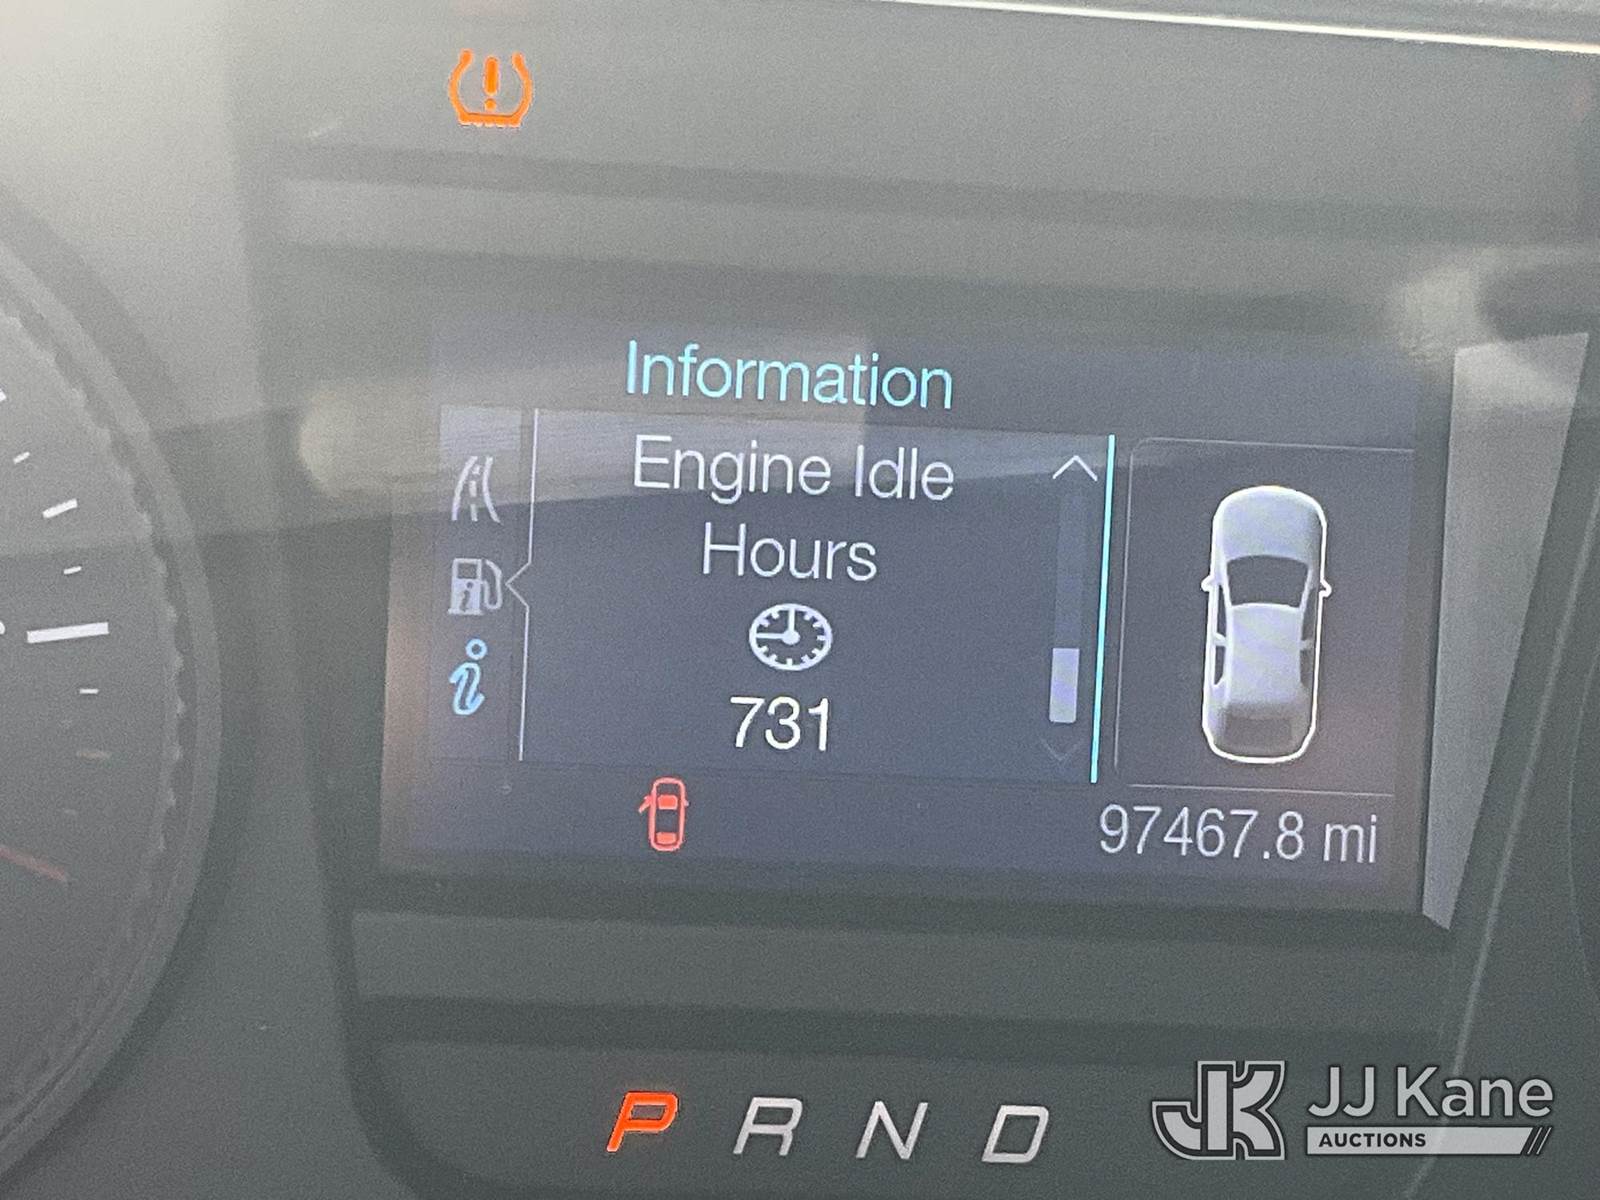 Information
Engine Idle
Hours
731
97467.8 mi
P R N D
JJ Kane
AUCTIONS